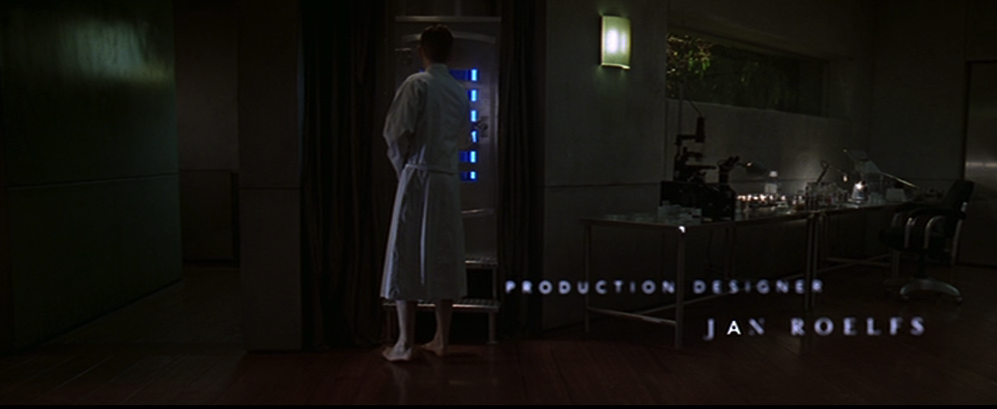 PRODUCTION DESIGNER
JAN ROELFS